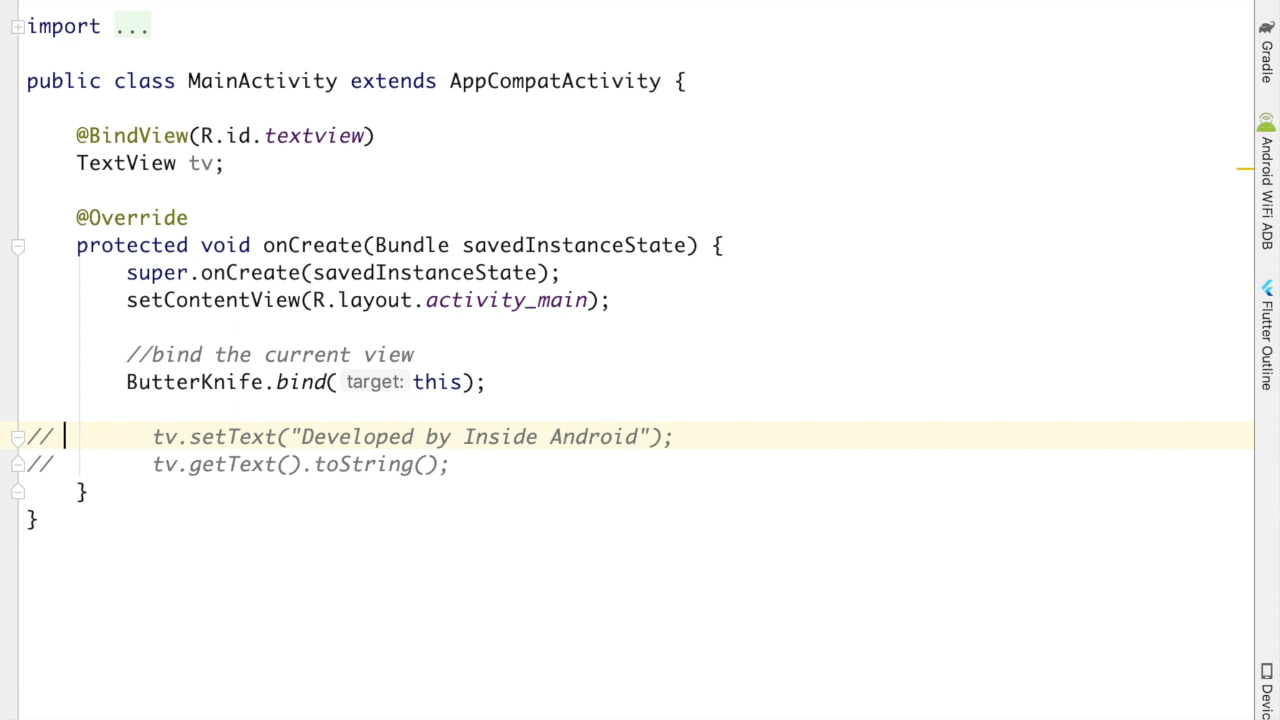 import ...
public class MainActivity extends AppCompatActivity {
@BindView(R.id.textview)
TextView tv;
@Override
protected void onCreate(Bundle savedInstanceState) {
super.onCreate(savedInstanceState);
setContentView(R.layout.activity_main);
//bind the current view
ButterKnife.bind( target: this);
// tv.setText("Developed by Inside Android");
// tv.getText().toString();
}
}
Gradle
Android WiFi ADB
Flutter Outline